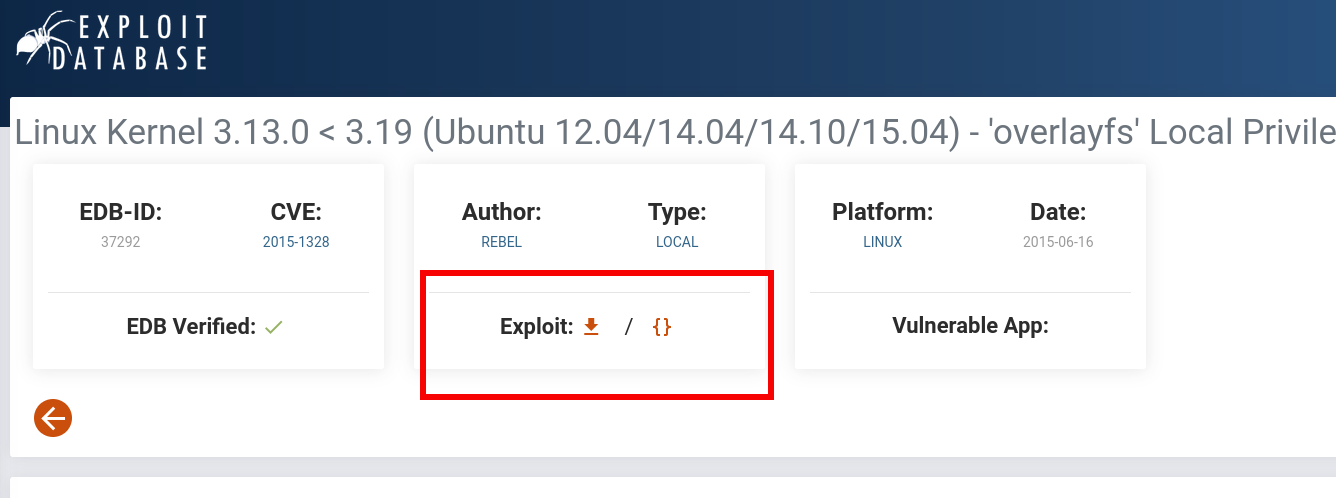 EXPLOIT
DATABASE
Linux Kernel 3.13.0 < 3.19 (Ubuntu 12.04/14.04/14.10/15.04) - 'overlayfs' Local Privile
EDB-ID: CVE:
37292 2015-1328
EDB Verified:
Author: Type:
REBEL LOCAL
Exploit: / {}
Platform: Date:
LINUX 2015-06-16
Vulnerable App: